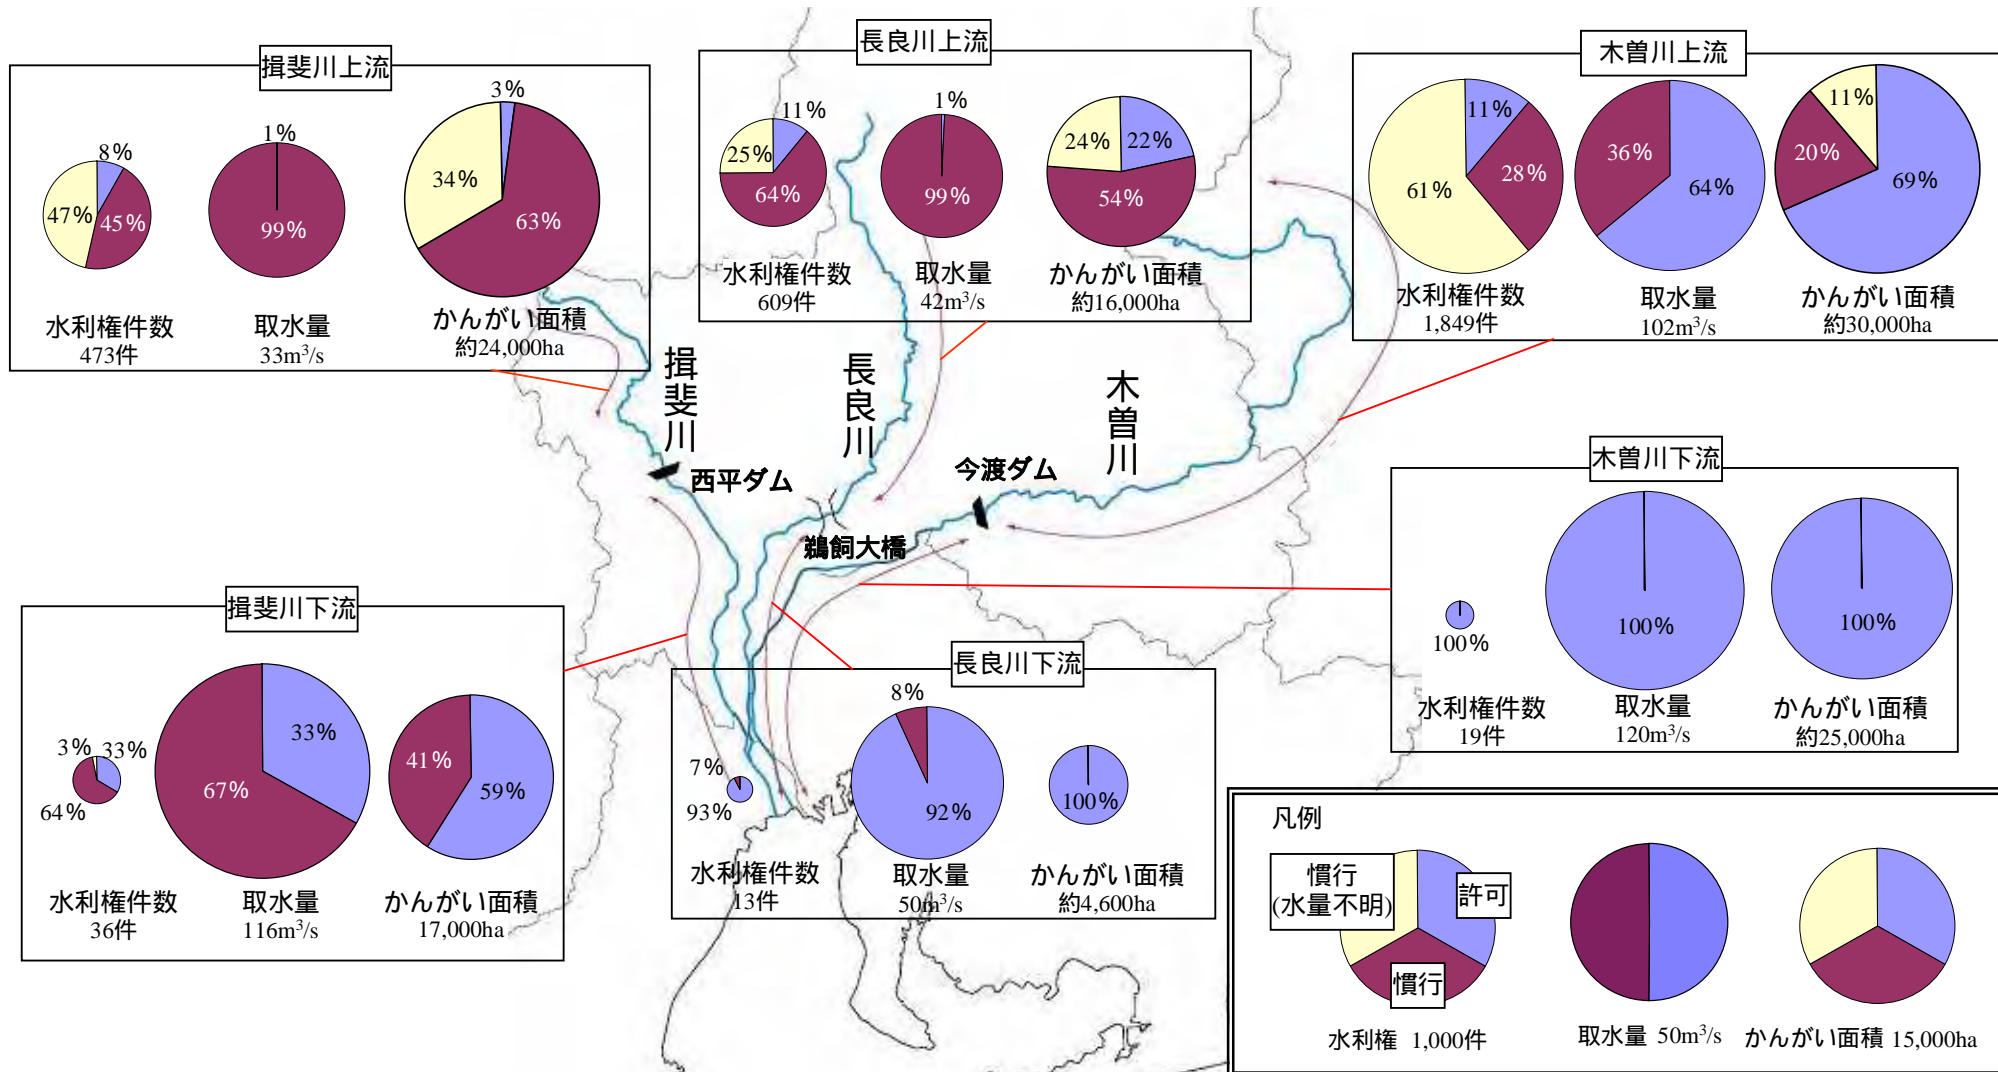 揖斐川上流
3%
1%
8%
34%
47%
45%
99%
63%
水利権件数
473件
取水量
33m³/s
かんがい面積
約24,000ha
長良川上流
11%
1%
25%
24%
22%
64%
99%
54%
水利権件数
609件
取水量
42m³/s
かんがい面積
約16,000ha
木曽川上流
11%
11%
61%
28%
36%
64%
20%
69%
水利権件数
1,849件
取水量
102m³/s
かんがい面積
約30,000ha
揖斐川
長良川
木曽川
西平ダム
今渡ダム
鵜飼大橋
木曽川下流
100%
100%
100%
水利権件数
19件
取水量
120m³/s
かんがい面積
約25,000ha
揖斐川下流
3%
33%
64%
33%
67%
41%
59%
水利権件数
36件
取水量
116m³/s
かんがい面積
17,000ha
長良川下流
8%
7%
93%
92%
100%
水利権件数
13件
取水量
50m³/s
かんがい面積
約4,600ha
凡例
慣行
(水量不明)
許可
慣行
水利権 1,000件
取水量 50m³/s
かんがい面積 15,000ha